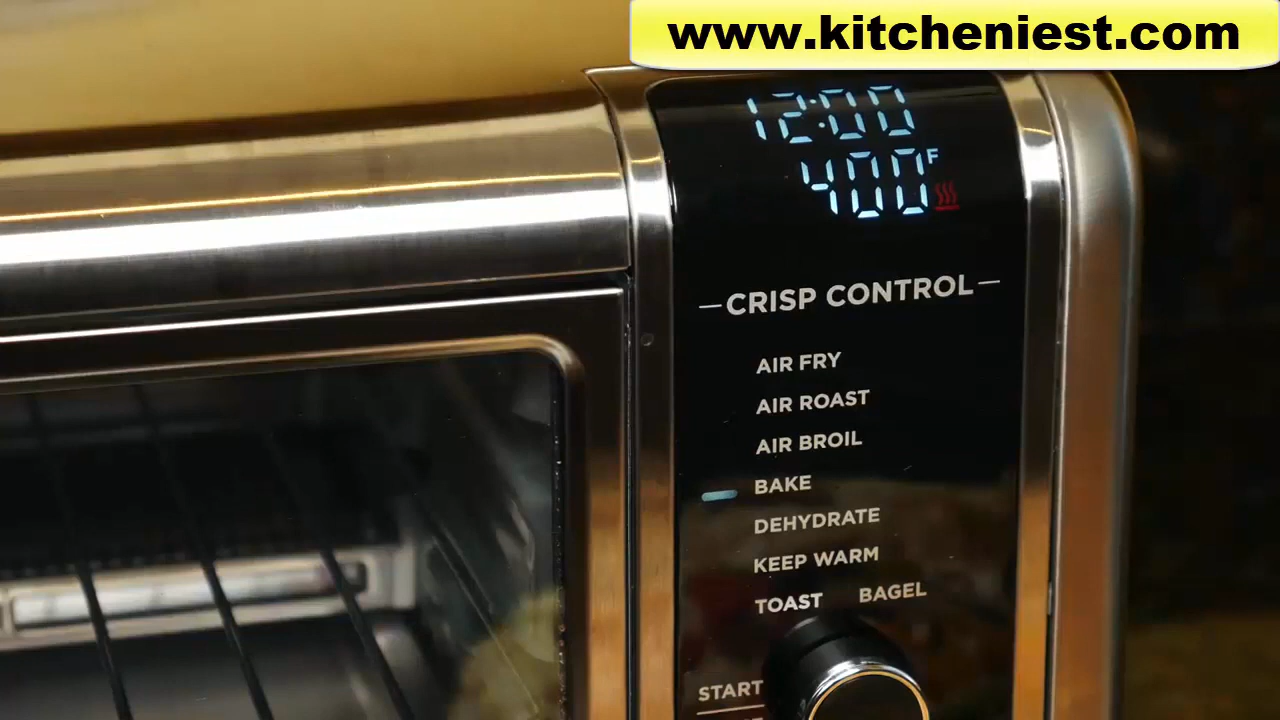 www.kitcheniest.com
12:00
400 F
—CRISP CONTROL—
AIR FRY
AIR ROAST
AIR BROIL
BAKE
DEHYDRATE
KEEP WARM
TOAST BAGEL
START